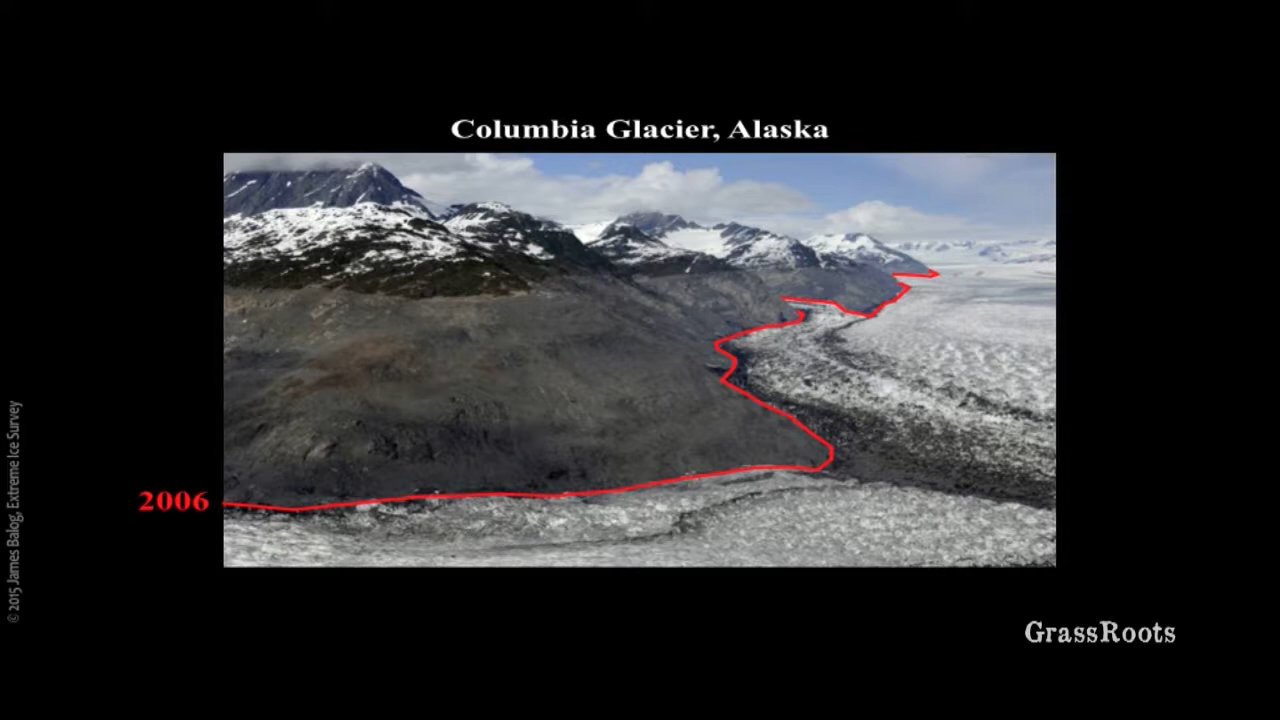 Columbia Glacier, Alaska
2006
© 2015 James Balog, Extreme Ice Survey
GrassRoots